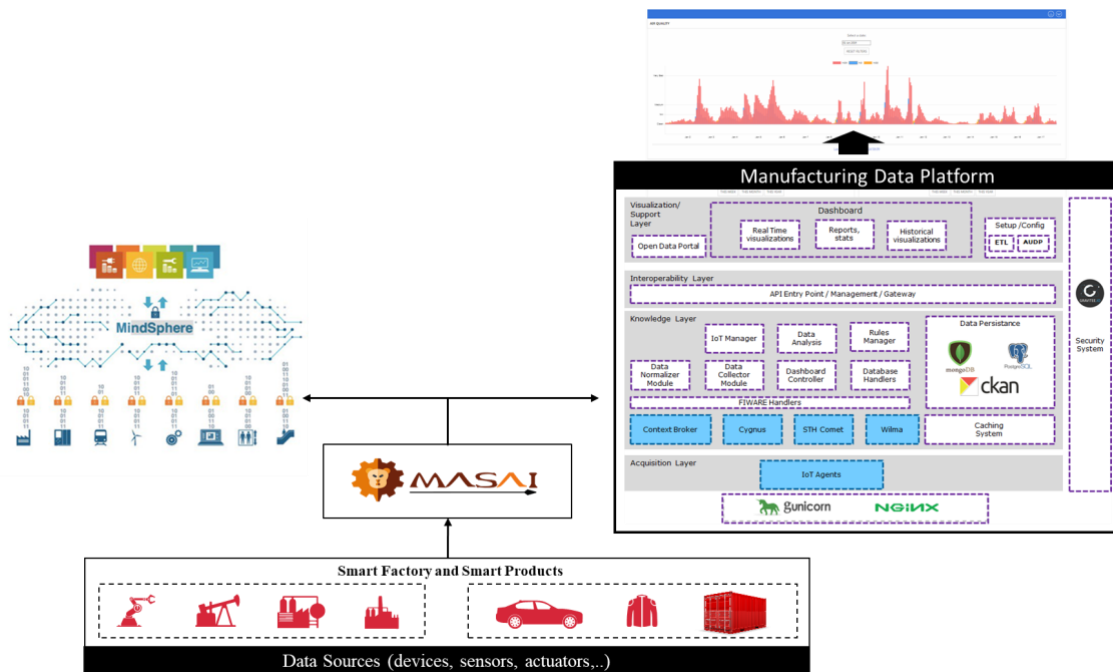 AIR QUALITY
Manufacturing Data Platform
Visualization/
Support
Layer
Dashboard
Open Data Portal
Real Time
visualizations
Reports,
stats
Historical
visualizations
Setup /Config
ETL
AUDP
Interoperability Layer
API Entry Point / Management / Gateway
Knowledge Layer
IoT Manager
Data
Analysis
Rules
Manager
Data
Normalizer
Module
Data
Collector
Module
Dashboard
Controller
Database
Handlers
FIWARE Handlers
Context Broker
Cygnus
STH Comet
Wilma
Data Persistance
mongoDB
PostgreSQL
ckan
Caching
System
Acquisition Layer
IoT Agents
gunicorn
NGiNX
Security
System
MindSphere
MASAI
Smart Factory and Smart Products
Data Sources (devices, sensors, actuators,..)